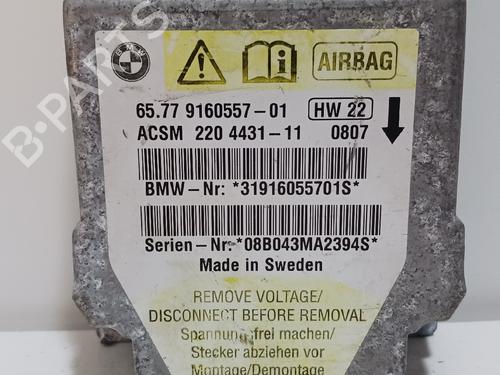 BMW
AIRBAG
65.77 9160557-01 HW 22
ACSM 220 4431-11 0807
BMW-Nr: *31916055701S*
Serien-Nr:*08B043MA2394S*
Made in Sweden
REMOVE VOLTAGE/
DISCONNECT BEFORE REMOVAL
Spannungsfrei machen/
Stecker abziehen vor
Montage/Demontage